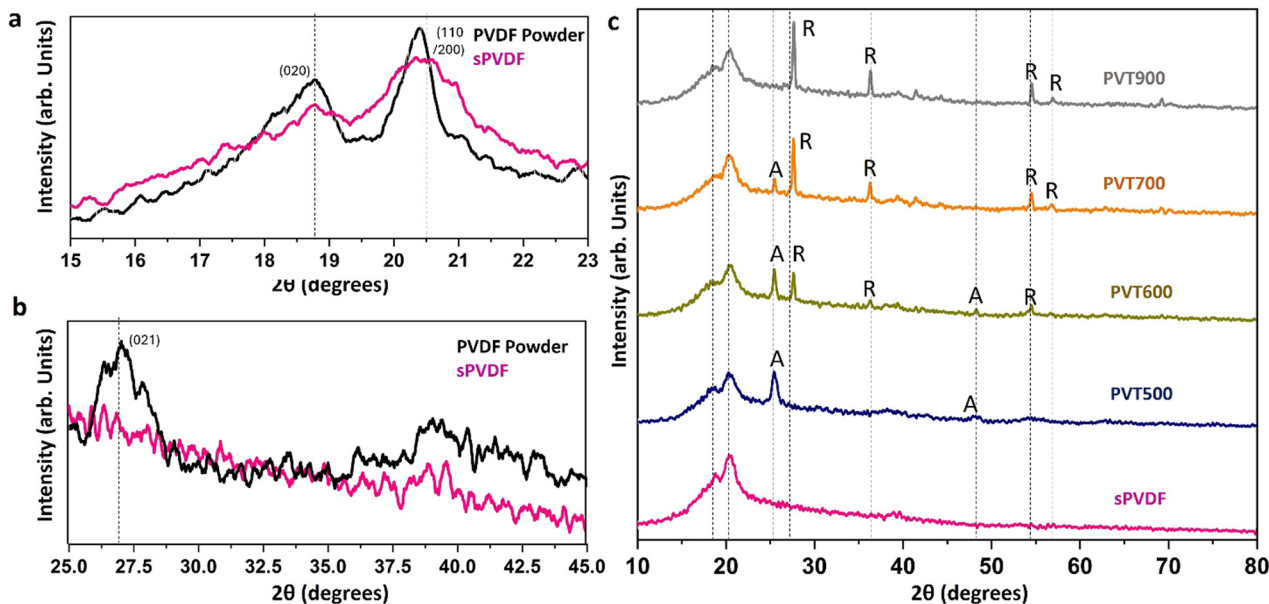 a
Intensity (arb. Units)
(020)
(110
/200)
PVDF Powder
sPVDF
15 16 17 18 19 20 21 22 23
2θ (degrees)
b
Intensity (arb. Units)
(021)
PVDF Powder
sPVDF
25.0 27.5 30.0 32.5 35.0 37.5 40.0 42.5 45.0
2θ (degrees)
c
Intensity (arb. Units)
R R R R
PVT900
A R R R R
PVT700
A R R A R
PVT600
A A
PVT500
sPVDF
10 20 30 40 50 60 70 80
2θ (degrees)